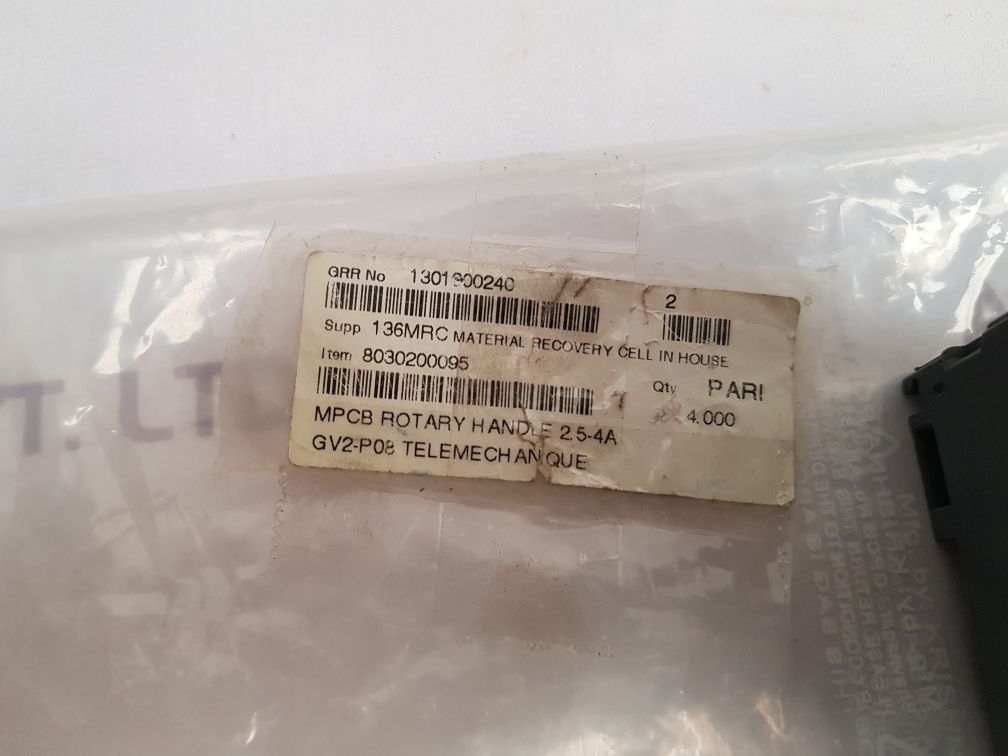 GRR No 1301900240 2
Supp 136MRC MATERIAL RECOVERY CELL IN HOUSE
Item 8030200095
Qty PARI
4.000
MPCB ROTARY HANDLE 2.5-4A
GV2-P08 TELEMECHANIQUE
T. LT